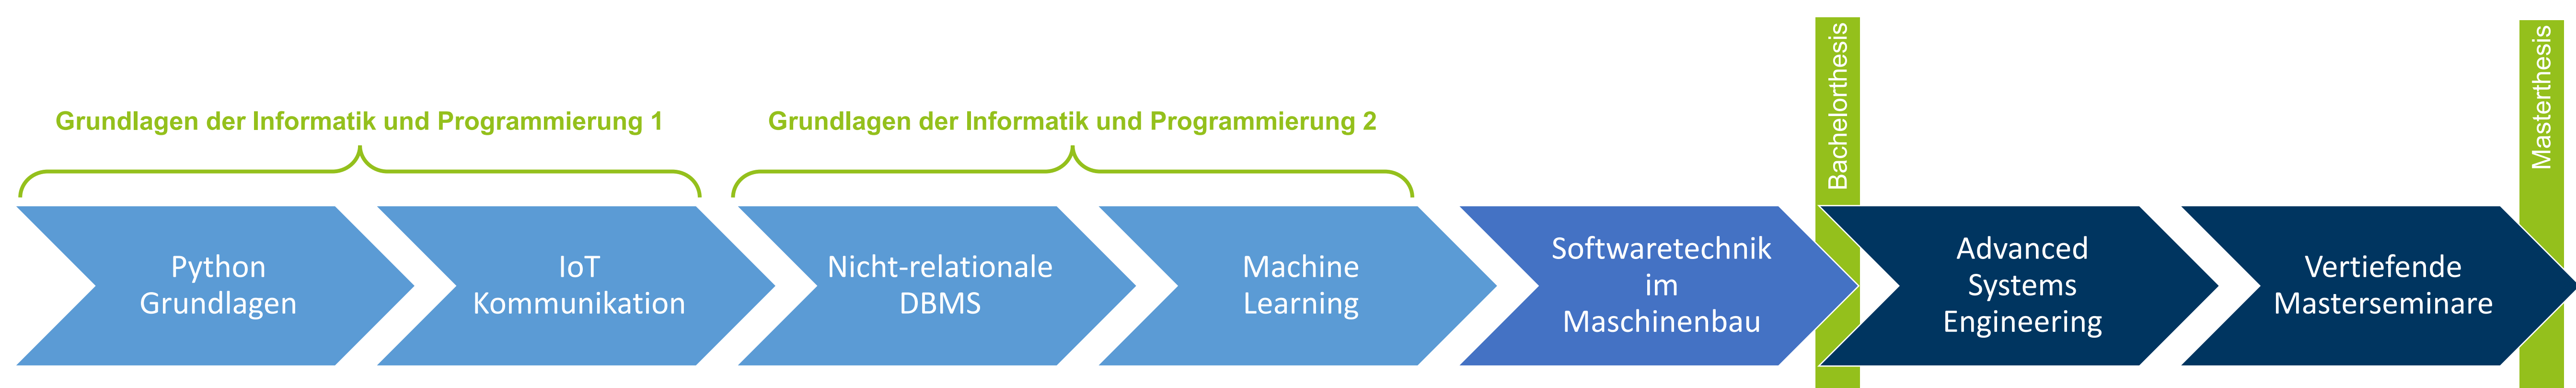 Grundlagen der Informatik und Programmierung 1
Grundlagen der Informatik und Programmierung 2
Python
Grundlagen
IoT
Kommunikation
Nicht-relationale
DBMS
Machine
Learning
Softwaretechnik
im
Maschinenbau
Bachelorthesis
Advanced
Systems
Engineering
Vertiefende
Masterseminare
Masterthesis